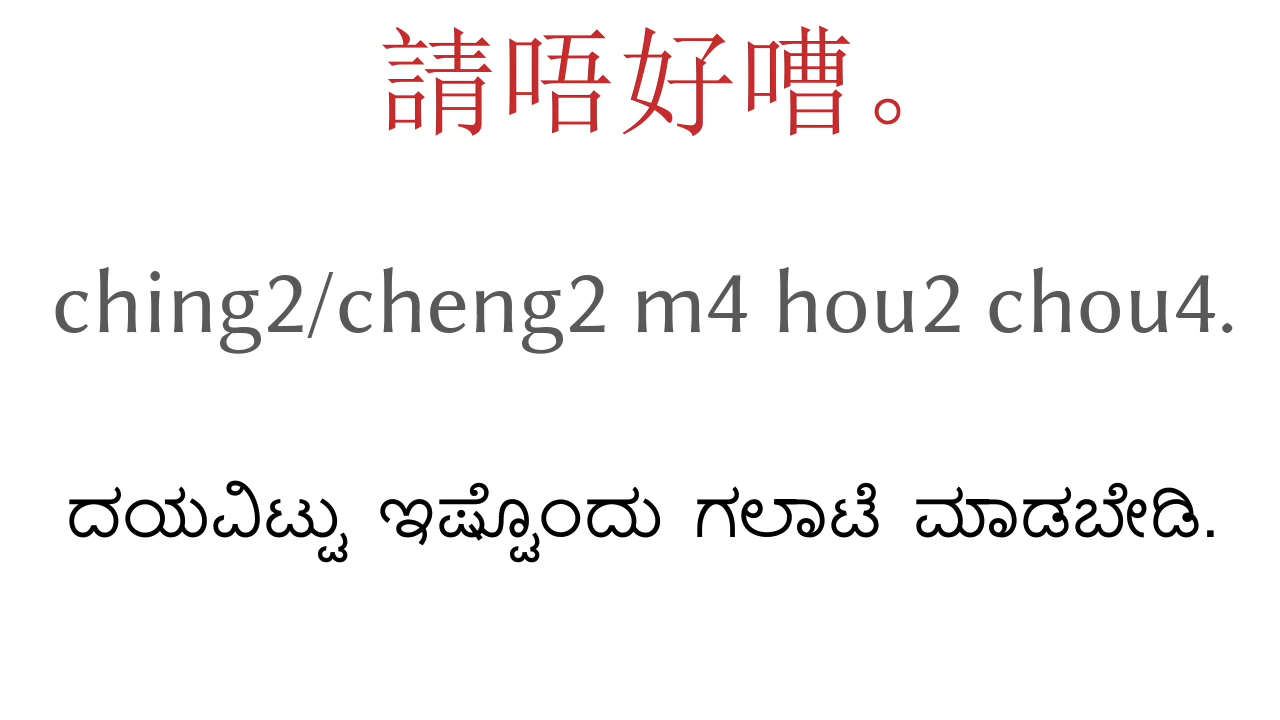 請唔好嘈。
ching2/cheng2 m4 hou2 chou4.
ದಯವಿಟ್ಟು ಇಷ್ಟೊಂದು ಗಲಾಟೆ ಮಾಡಬೇಡಿ.